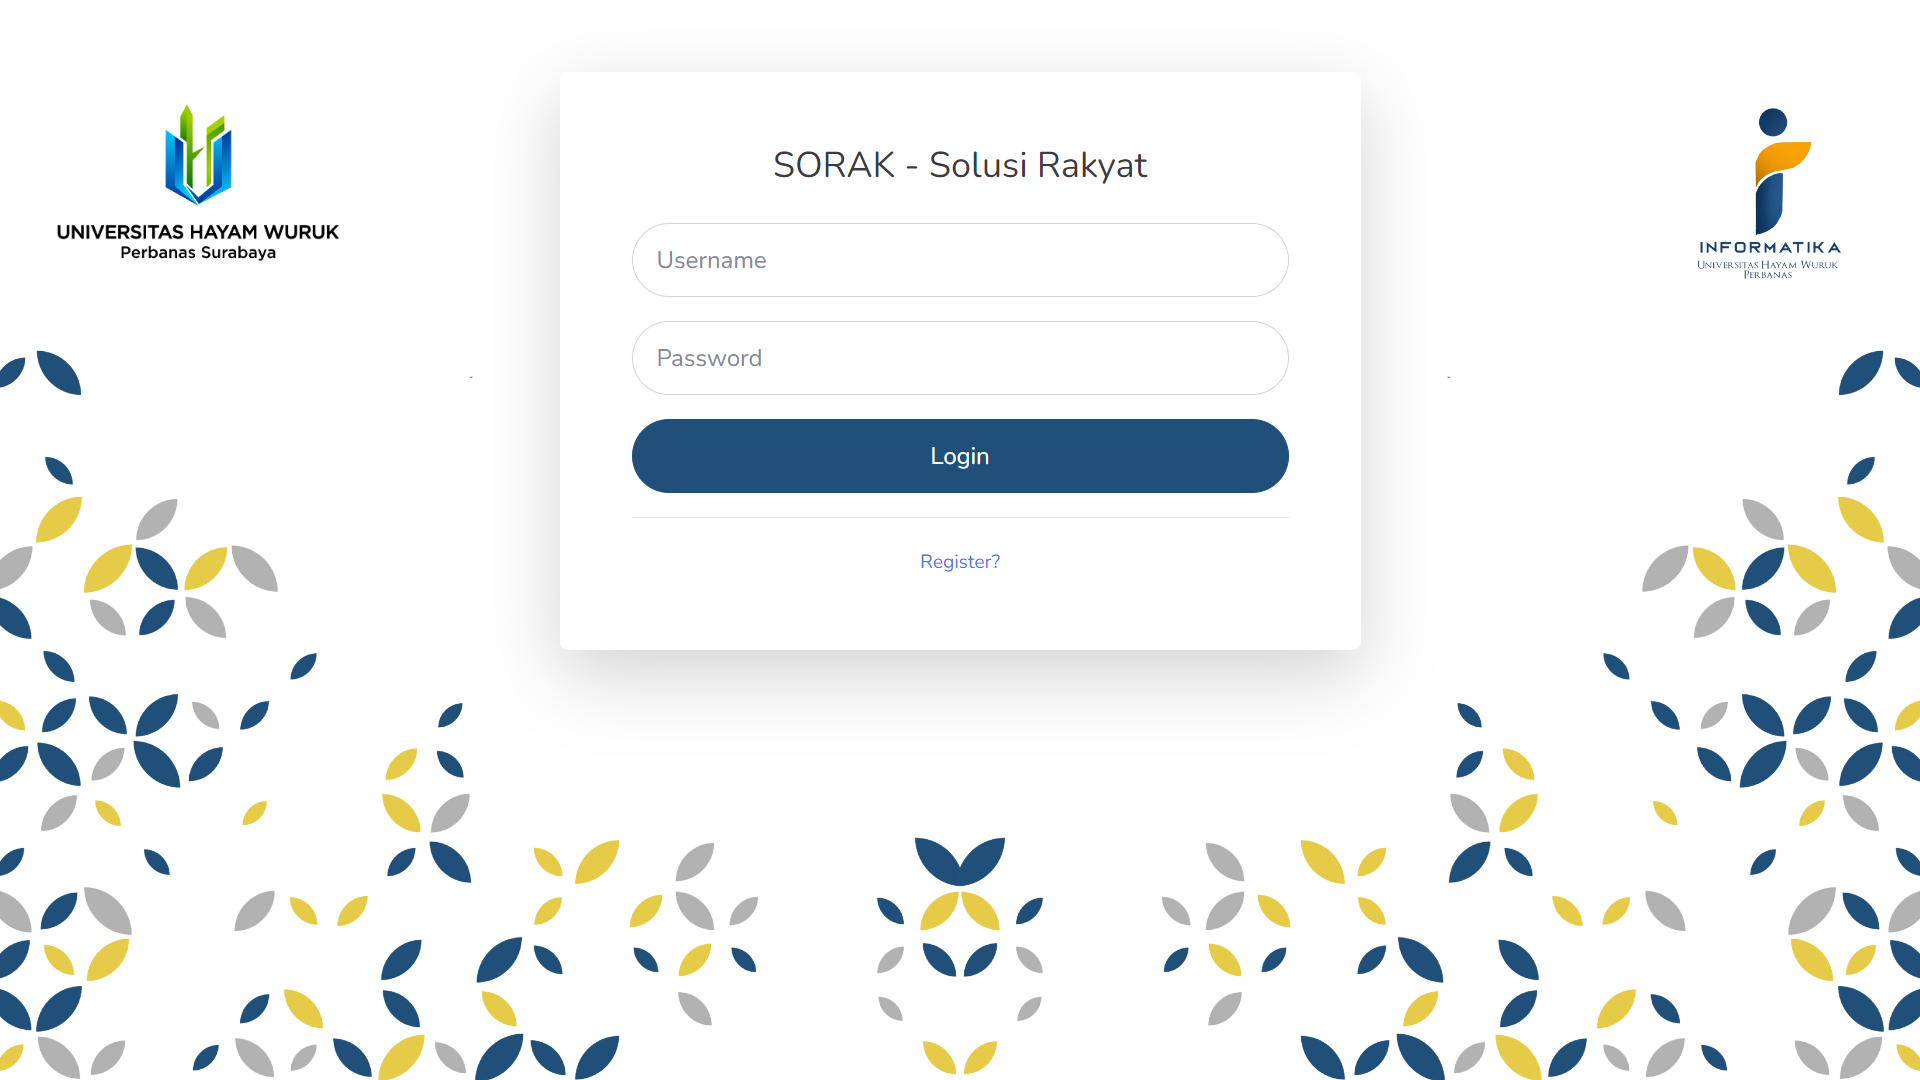 UNIVERSITAS HAYAM WURUK
Perbanas Surabaya
SORAK - Solusi Rakyat
Username
Password
Login
Register?
INFORMATIKA
UNIVERSITAS HAYAM WURUK
PERBANAS